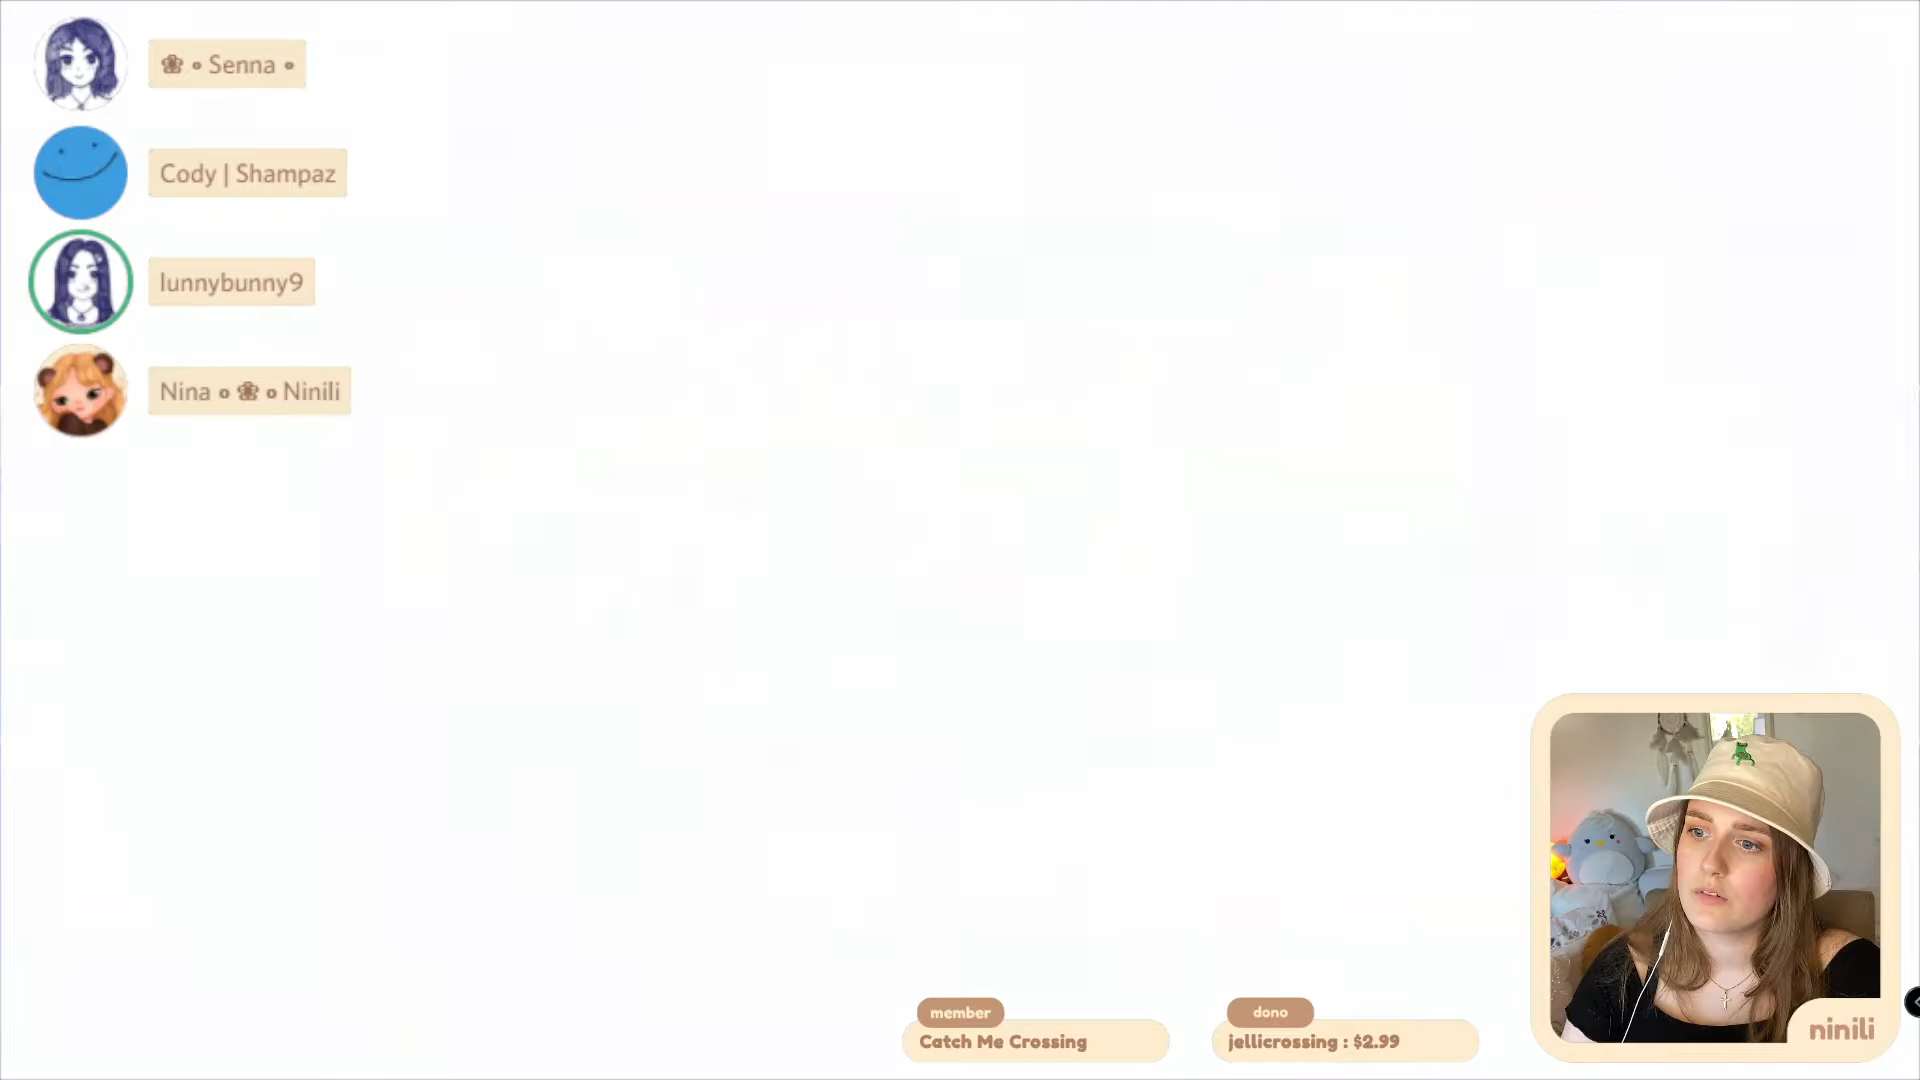 ❀ ∘ Senna ∘
Cody | Shampaz
lunnybunny9
Nina ∘ ❀ ∘ Ninili
member
Catch Me Crossing
dono
jellicrossing : $2.99
ninili